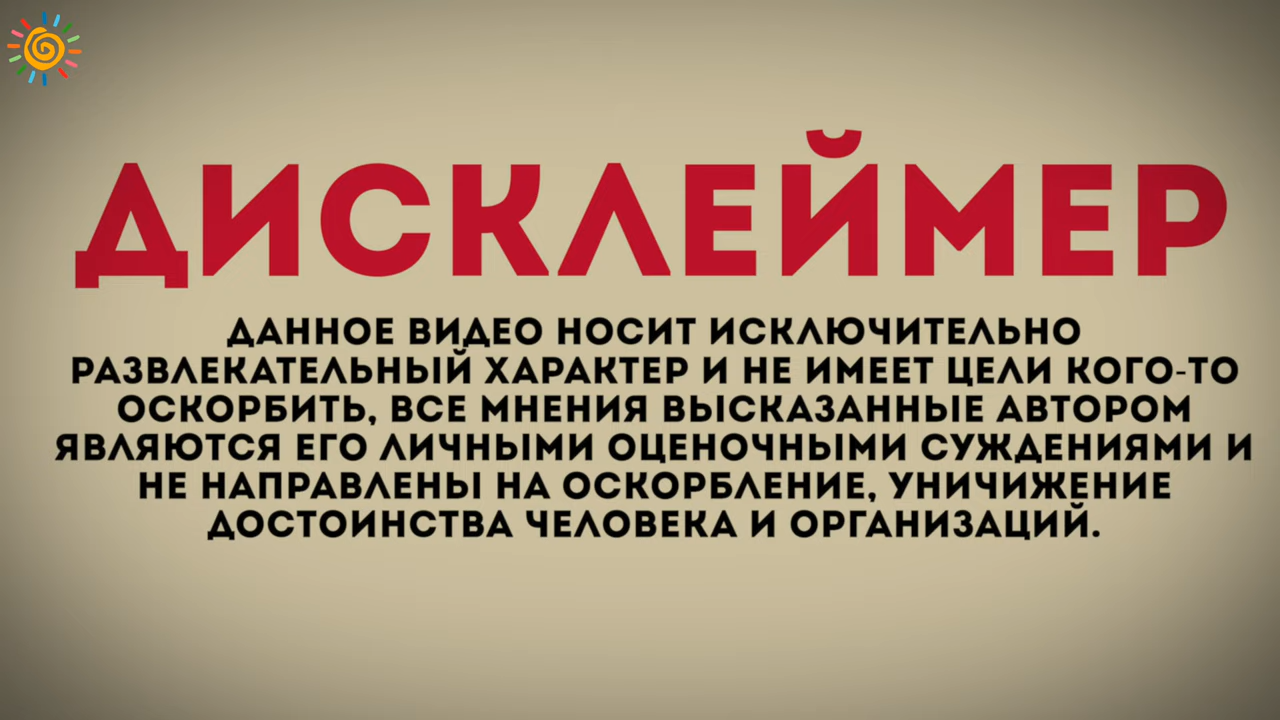 ДИСКЛЕЙМЕР
ДАННОЕ ВИДЕО НОСИТ ИСКЛЮЧИТЕЛЬНО
РАЗВЛЕКАТЕЛЬНЫЙ ХАРАКТЕР И НЕ ИМЕЕТ ЦЕЛИ КОГО-ТО
ОСКОРБИТЬ, ВСЕ МНЕНИЯ ВЫСКАЗАННЫЕ АВТОРОМ
ЯВЛЯЮТСЯ ЕГО ЛИЧНЫМИ ОЦЕНОЧНЫМИ СУЖДЕНИЯМИ И
НЕ НАПРАВЛЕНЫ НА ОСКОРБЛЕНИЕ, УНИЧИЖЕНИЕ
ДОСТОИНСТВА ЧЕЛОВЕКА И ОРГАНИЗАЦИЙ.